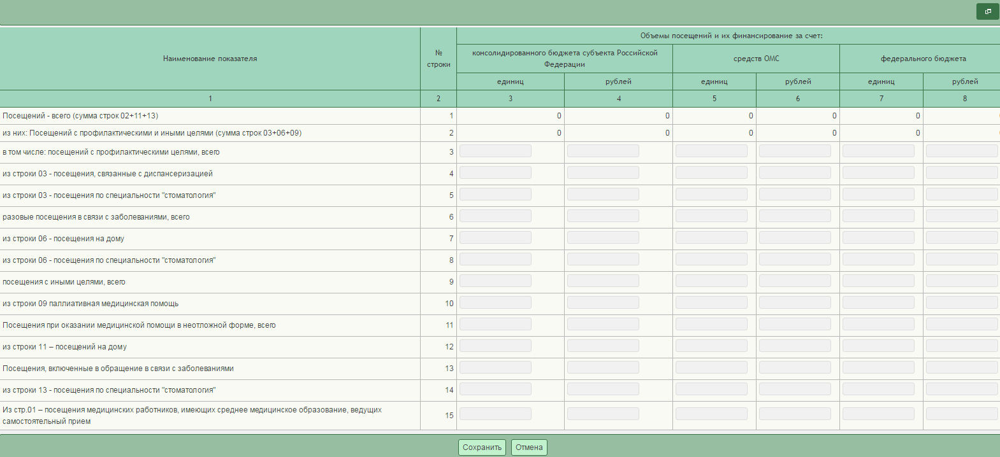 Объемы посещений и их финансирование за счет:
Наименование показателя
№
строки
консолидированного бюджета субъекта Российской
Федерации
средств ОМС
федерального бюджета
единиц рублей единиц рублей единиц рублей
1 2 3 4 5 6 7 8
Посещений - всего (сумма строк 02+11+13) 1 0 0 0 0 0
из них: Посещений с профилактическими и иными целями (сумма строк 03+06+09) 2 0 0 0 0 0
в том числе: посещений с профилактическими целями, всего 3
из строки 03 - посещения, связанные с диспансеризацией 4
из строки 03 - посещения по специальности "стоматология" 5
разовые посещения в связи с заболеваниями, всего 6
из строки 06 - посещения на дому 7
из строки 06 - посещения по специальности "стоматология" 8
посещения с иными целями, всего 9
из строки 09 паллиативная медицинская помощь 10
Посещения при оказании медицинской помощи в неотложной форме, всего 11
из строки 11 – посещений на дому 12
Посещения, включенные в обращение в связи с заболеваниями 13
из строки 13 - посещения по специальности "стоматология" 14
Из стр.01 – посещения медицинских работников, имеющих среднее медицинское образование, ведущих
самостоятельный прием 15
Сохранить Отмена